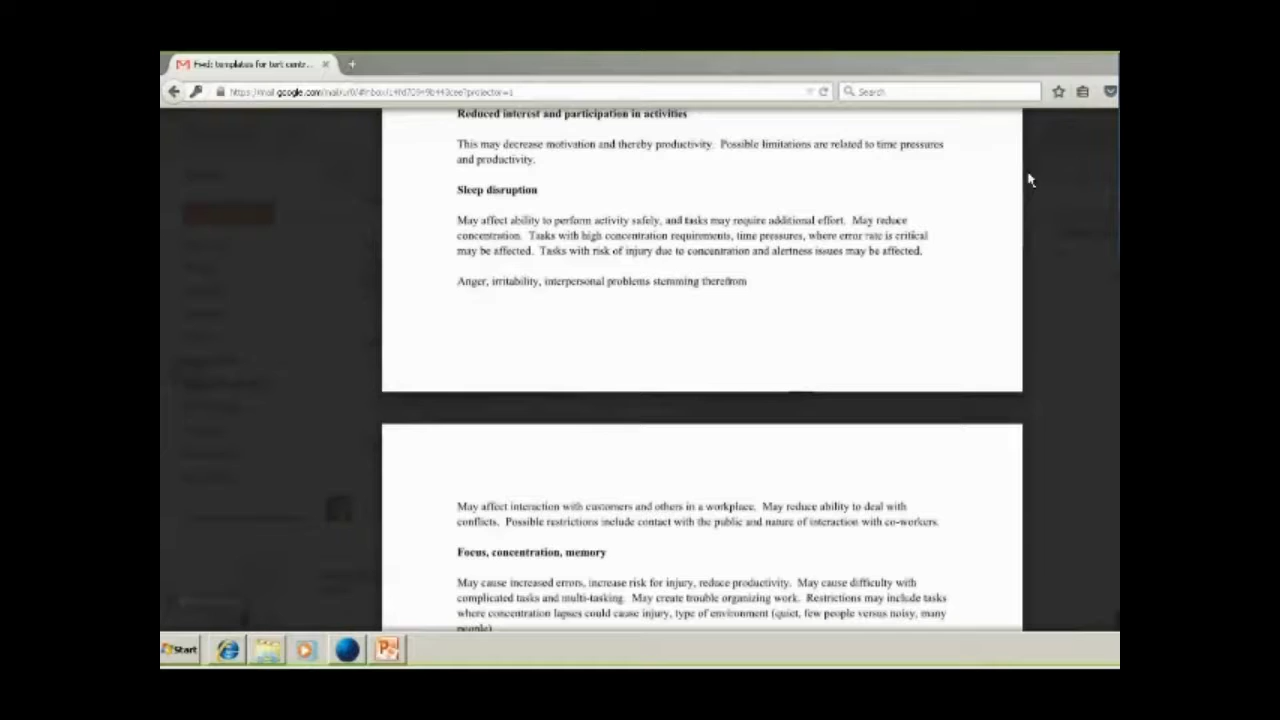 Fwd: templates for tert centr...
Search
Reduced interest and participation in activities
This may decrease motivation and thereby productivity. Possible limitations are related to time pressures
and productivity.
Sleep disruption
May affect ability to perform activity safely, and tasks may require additional effort. May reduce
concentration. Tasks with high concentration requirements, time pressures, where error rate is critical
may be affected. Tasks with risk of injury due to concentration and alertness issues may be affected.
Anger, irritability, interpersonal problems stemming therefrom
May affect interaction with customers and others in a workplace. May reduce ability to deal with
conflicts. Possible restrictions include contact with the public and nature of interaction with co-workers.
Focus, concentration, memory
May cause increased errors, increase risk for injury, reduce productivity. May cause difficulty with
complicated tasks and multi-tasking. May create trouble organizing work. Restrictions may include tasks
where concentration lapses could cause injury, type of environment (quiet, few people versus noisy, many
people)
Start